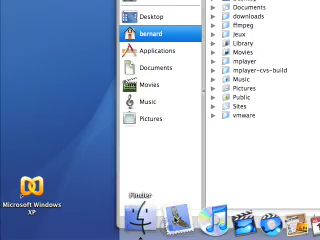 Desktop
bernard
Applications
Documents
Movies
Music
Pictures
Documents
downloads
ffmpeg
jeux
Library
Movies
mplayer
mplayer-cvs-build
Music
Pictures
Public
Sites
vmware
Microsoft Windows
XP
Finder